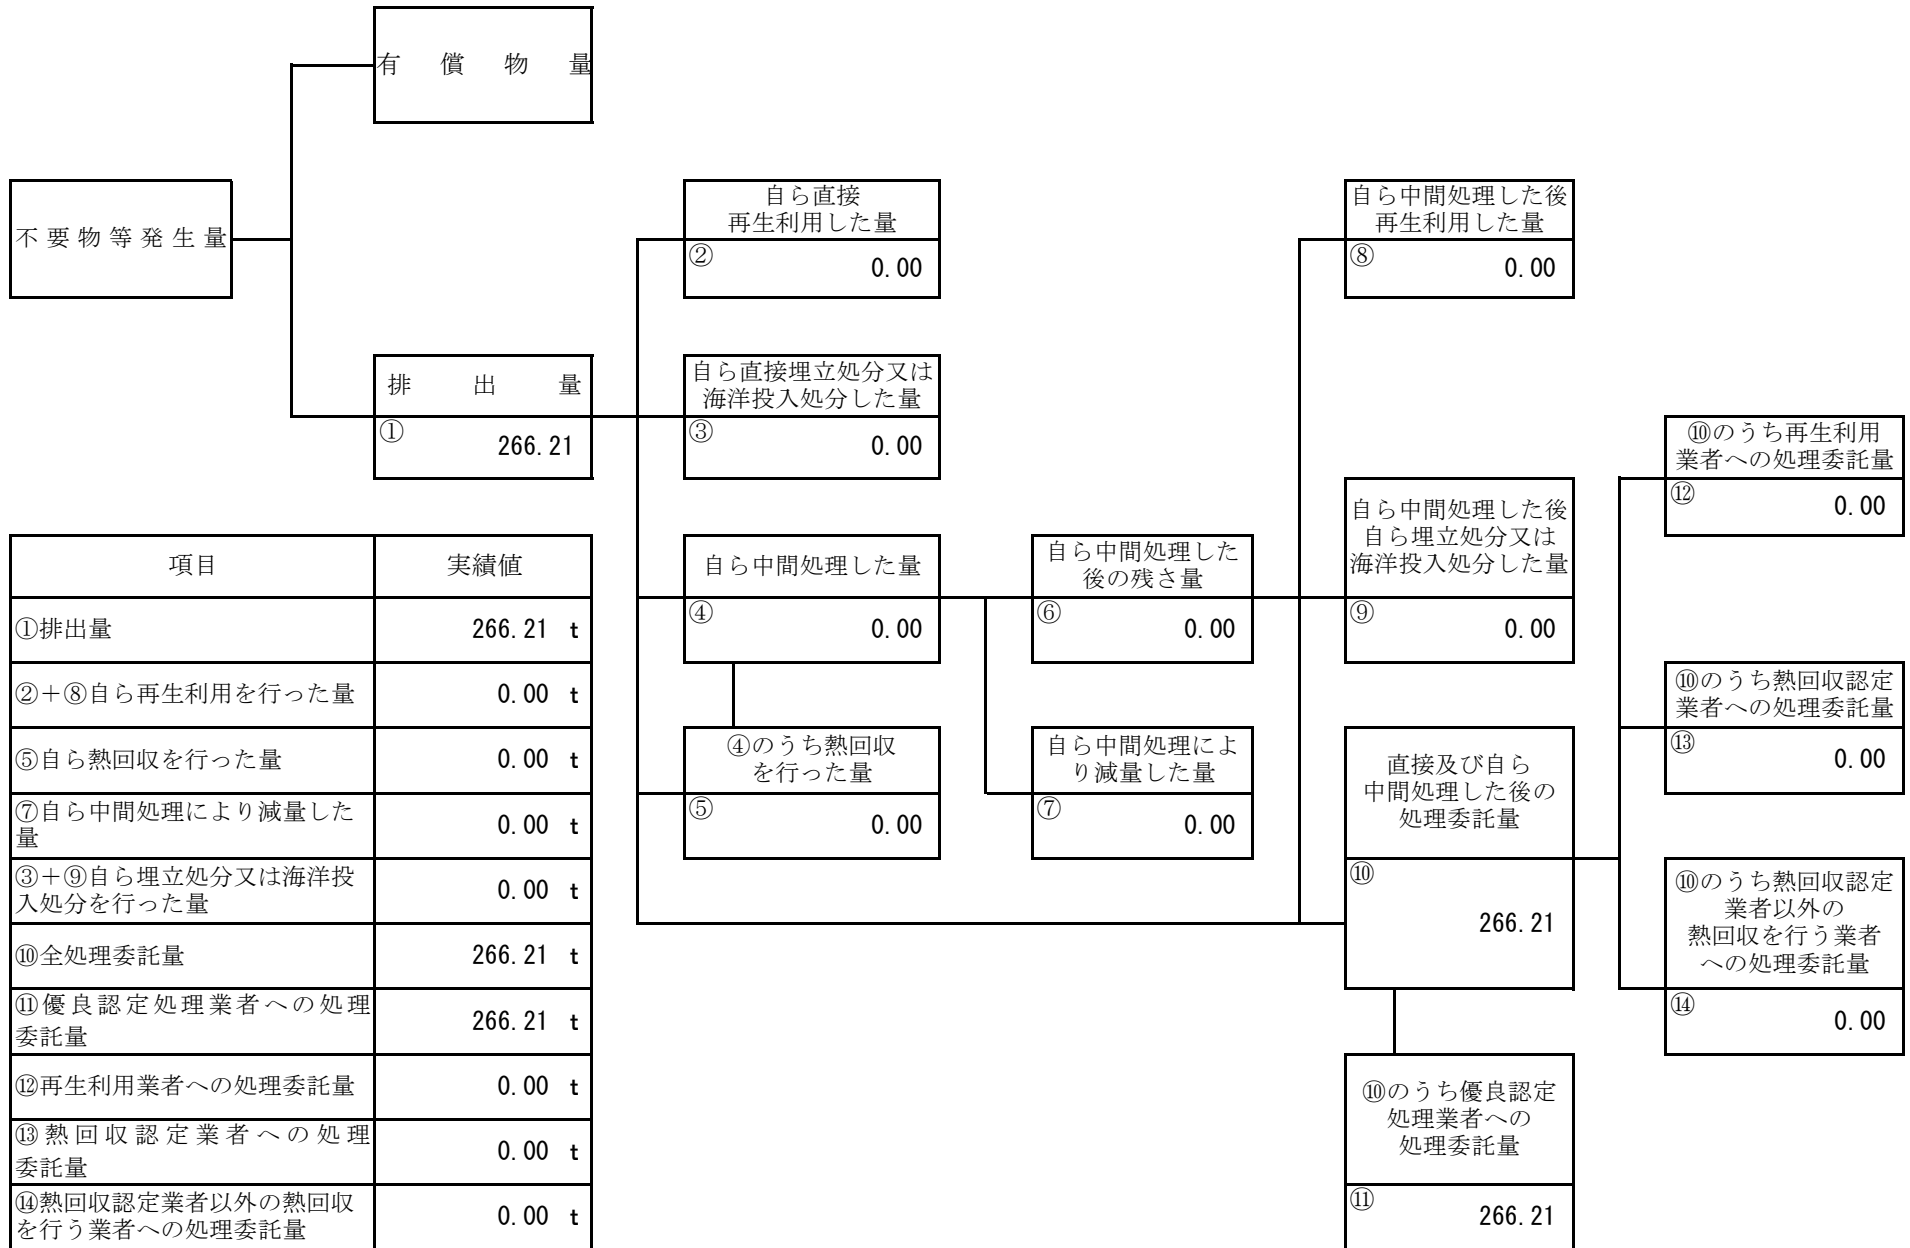 有償物量
不要物等発生量
自ら直接
再生利用した量
② 0.00
自ら中間処理した後
再生利用した量
⑧ 0.00
排出量
① 266.21
自ら直接埋立処分又は
海洋投入処分した量
③ 0.00
⑩のうち再生利用
業者への処理委託量
⑫ 0.00
自ら中間処理した量
④ 0.00
自ら中間処理した
後の残さ量
⑥ 0.00
自ら中間処理した後
自ら埋立処分又は
海洋投入処分した量
⑨ 0.00
④のうち熱回収
を行った量
⑤ 0.00
自ら中間処理によ
り減量した量
⑦ 0.00
直接及び自ら
中間処理した後の
処理委託量
⑩ 266.21
⑩のうち熱回収認定
業者への処理委託量
⑬ 0.00
⑩のうち熱回収認定
業者以外の
熱回収を行う業者
への処理委託量
⑭ 0.00
⑩のうち優良認定
処理業者への
処理委託量
⑪ 266.21
項目 実績値
①排出量 266.21 t
②+⑧自ら再生利用を行った量 0.00 t
⑤自ら熱回収を行った量 0.00 t
⑦自ら中間処理により減量した
量 0.00 t
③+⑨自ら埋立処分又は海洋投
入処分を行った量 0.00 t
⑩全処理委託量 266.21 t
⑪優良認定処理業者への処理
委託量 266.21 t
⑫再生利用業者への処理委託量 0.00 t
⑬熱回収認定業者への処理
委託量 0.00 t
⑭熱回収認定業者以外の熱回収
を行う業者への処理委託量 0.00 t